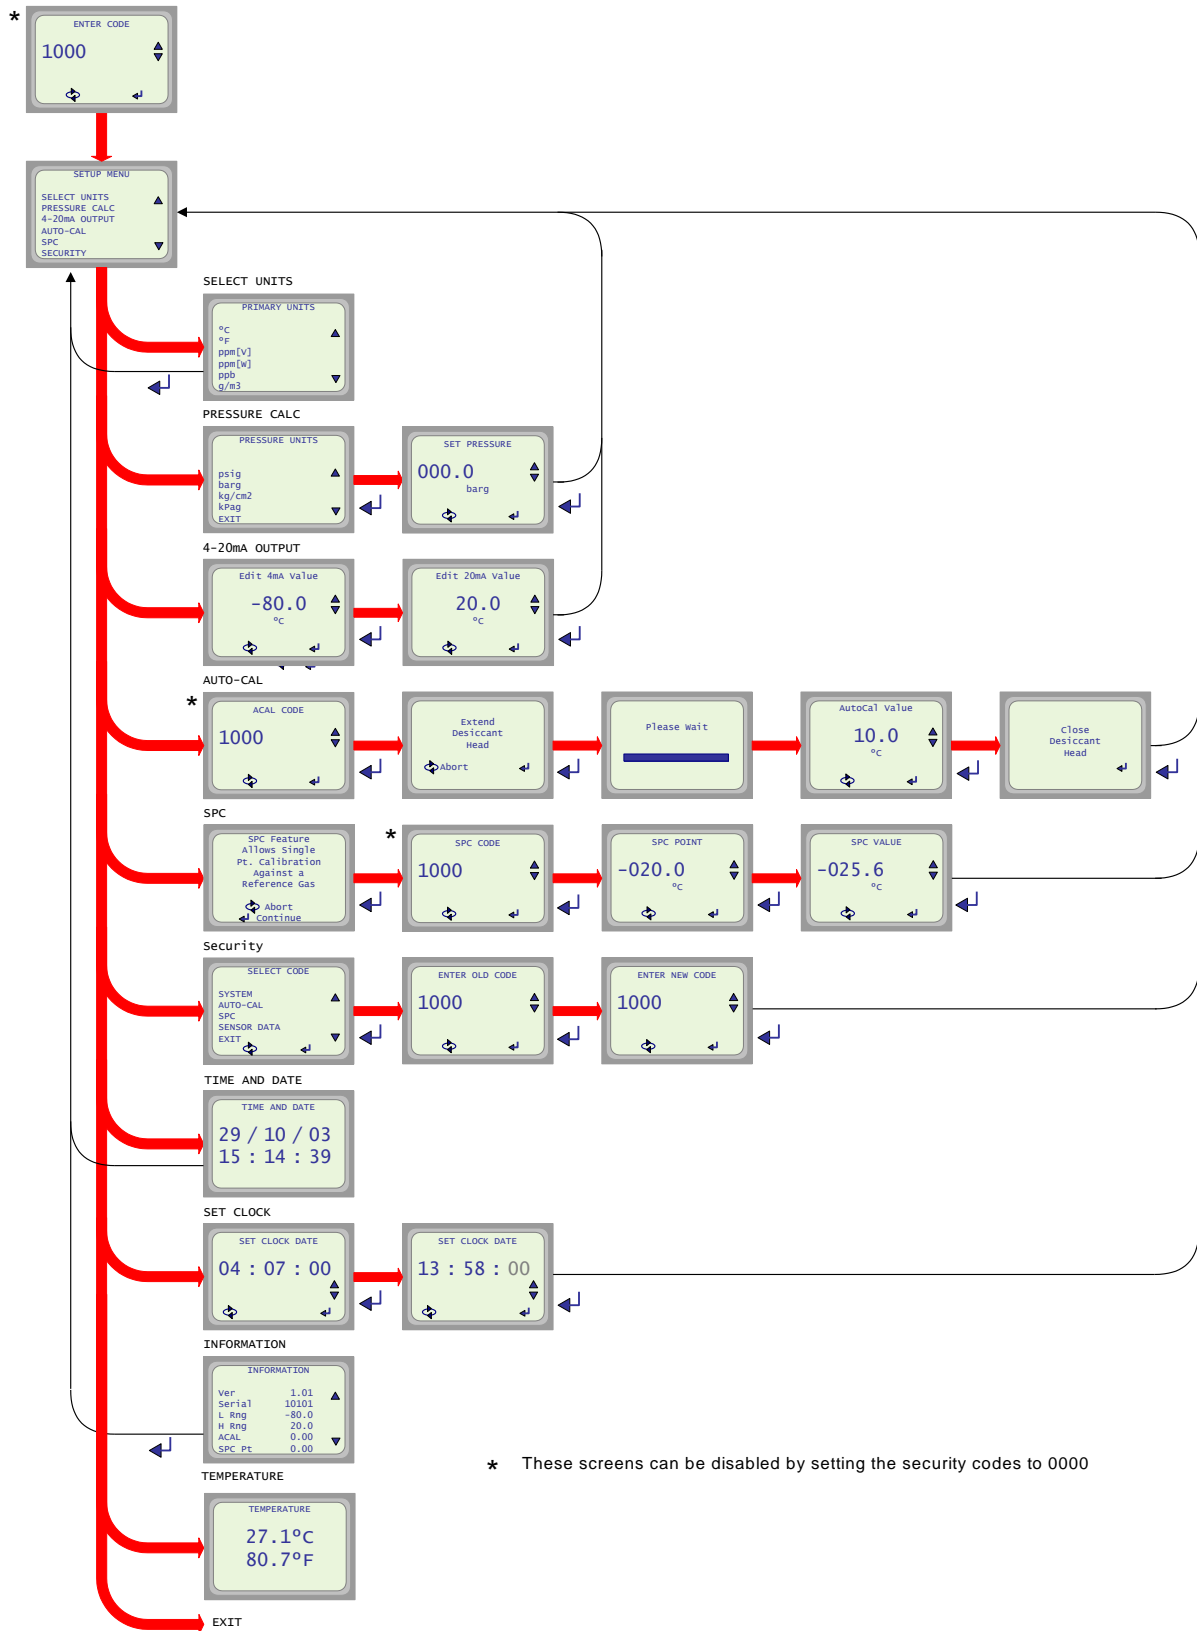 *
ENTER CODE
1000
SETUP MENU
SELECT UNITS
PRESSURE CALC
4-20mA OUTPUT
AUTO-CAL
SPC
SECURITY
SELECT UNITS
PRIMARY UNITS
°C
°F
ppm[V]
ppm[W]
ppb
g/m3
PRESSURE CALC
PRESSURE UNITS
psig
barg
kg/cm2
kPag
EXIT
SET PRESSURE
000.0
barg
4-20mA OUTPUT
Edit 4mA Value
-80.0
°C
Edit 20mA Value
20.0
°C
AUTO-CAL
*
ACAL CODE
1000
Extend
Desiccant
Head
Abort
Please Wait
AutoCal Value
10.0
°C
Close
Desiccant
Head
SPC
SPC Feature
Allows Single
Pt. Calibration
Against a
Reference Gas
Abort
Continue
*
SPC CODE
1000
SPC POINT
-020.0
°C
SPC VALUE
-025.6
°C
Security
SELECT CODE
SYSTEM
AUTO-CAL
SPC
SENSOR DATA
EXIT
ENTER OLD CODE
1000
ENTER NEW CODE
1000
TIME AND DATE
TIME AND DATE
29 / 10 / 03
15 : 14 : 39
SET CLOCK
SET CLOCK DATE
04 : 07 : 00
SET CLOCK DATE
13 : 58 : 00
INFORMATION
INFORMATION
Ver 1.01
Serial 10101
L Rng -80.0
H Rng 20.0
ACAL 0.00
SPC Pt 0.00
* These screens can be disabled by setting the security codes to 0000
TEMPERATURE
TEMPERATURE
27.1°C
80.7°F
EXIT